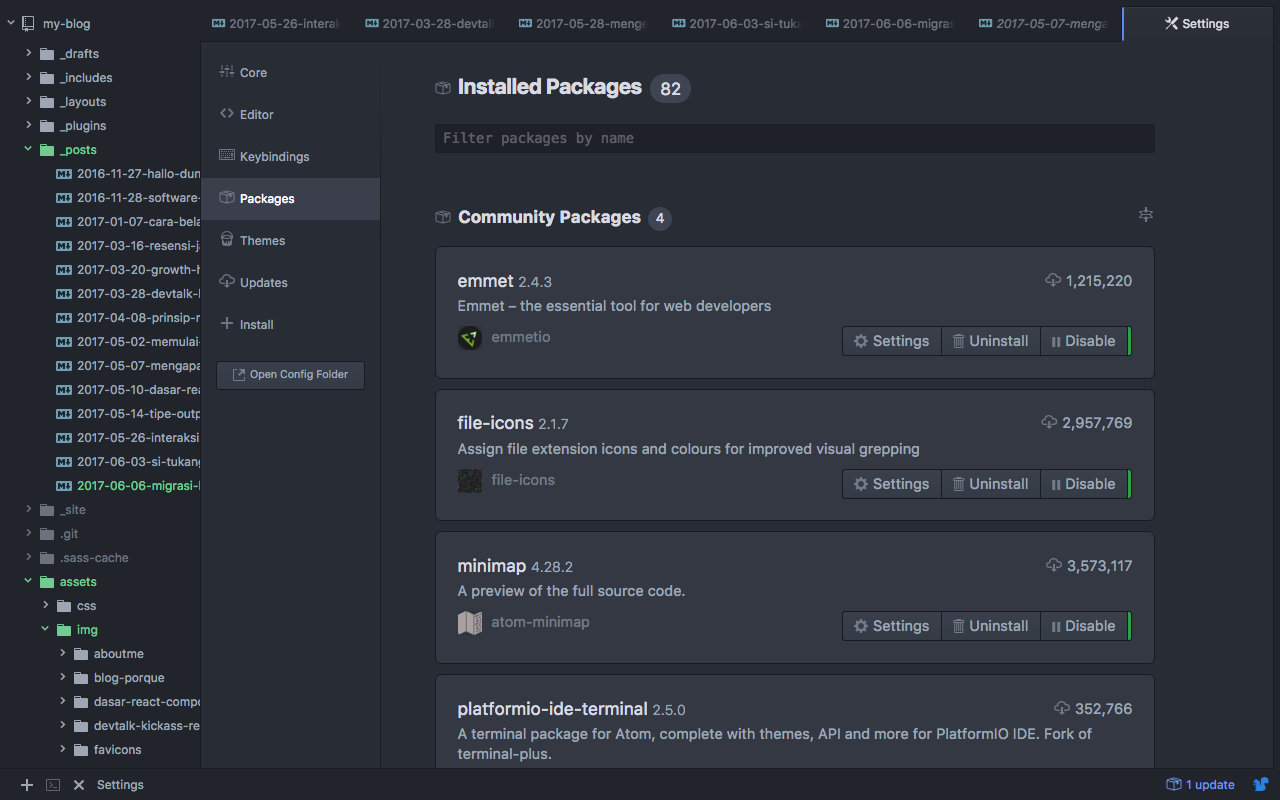 my-blog
_drafts
_includes
_layouts
_plugins
_posts
2016-11-27-hallo-dun
2016-11-28-software-
2017-01-07-cara-bela
2017-03-16-resensi-ja
2017-03-20-growth-h
2017-03-28-devtalk-k
2017-04-08-prinsip-r
2017-05-02-memulai-
2017-05-07-mengapa
2017-05-10-dasar-rea
2017-05-14-tipe-outp
2017-05-26-interaksi
2017-06-03-si-tukang
2017-06-06-migrasi-
_site
.git
.sass-cache
assets
css
img
aboutme
blog-porque
dasar-react-compo
devtalk-kickass-re
favicons
2017-05-26-interak
2017-03-28-devtall
2017-05-28-menge
2017-06-03-si-tuka
2017-06-06-migras
2017-05-07-menga
Settings
Core
Editor
Keybindings
Packages
Themes
Updates
Install
Open Config Folder
Installed Packages 82
Filter packages by name
Community Packages 4
emmet 2.4.3
1,215,220
Emmet – the essential tool for web developers
emmetio
Settings Uninstall Disable
file-icons 2.1.7
2,957,769
Assign file extension icons and colours for improved visual grepping
file-icons
Settings Uninstall Disable
minimap 4.28.2
3,573,117
A preview of the full source code.
atom-minimap
Settings Uninstall Disable
platformio-ide-terminal 2.5.0
352,766
A terminal package for Atom, complete with themes, API and more for PlatformIO IDE. Fork of
terminal-plus.
Settings
1 update